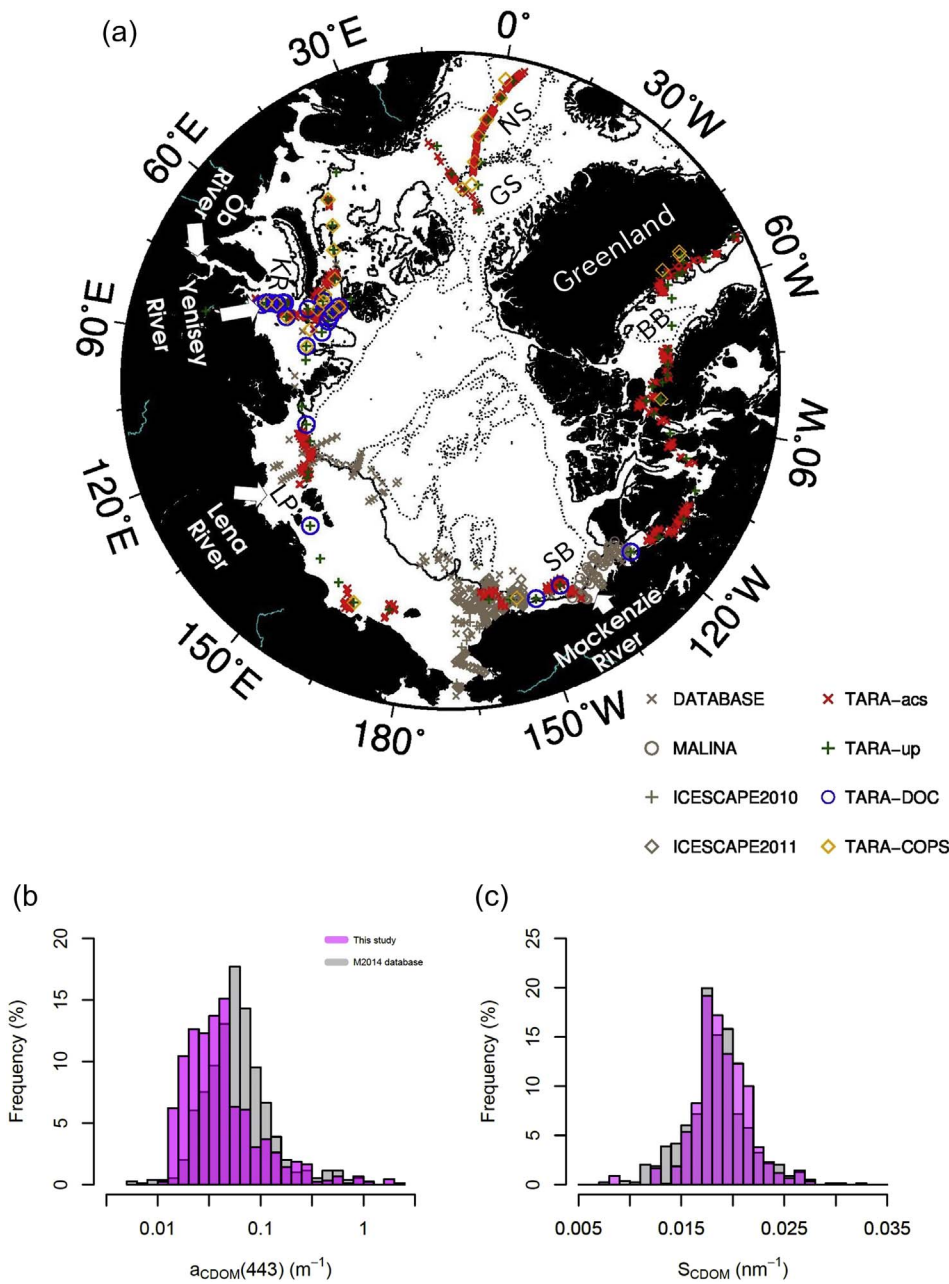 (a)
0°
30°E
30°W
60°E
60°W
90°E
90°W
120°E
120°W
150°E
150°W
180°
NS
GS
Greenland
BB
Ob
River
KR
Yenisey
River
LP
Lena
River
SB
Mackenzie
River
DATABASE
TARA-acs
MALINA
TARA-up
ICESCAPE2010
TARA-DOC
ICESCAPE2011
TARA-COPS
(b)
This study
M2014 database
Frequency (%)
20
15
10
5
0
0.01 0.1 1
aCDOM(443) (m⁻¹)
(c)
Frequency (%)
25
20
15
10
5
0
0.005 0.015 0.025 0.035
SCDOM (nm⁻¹)